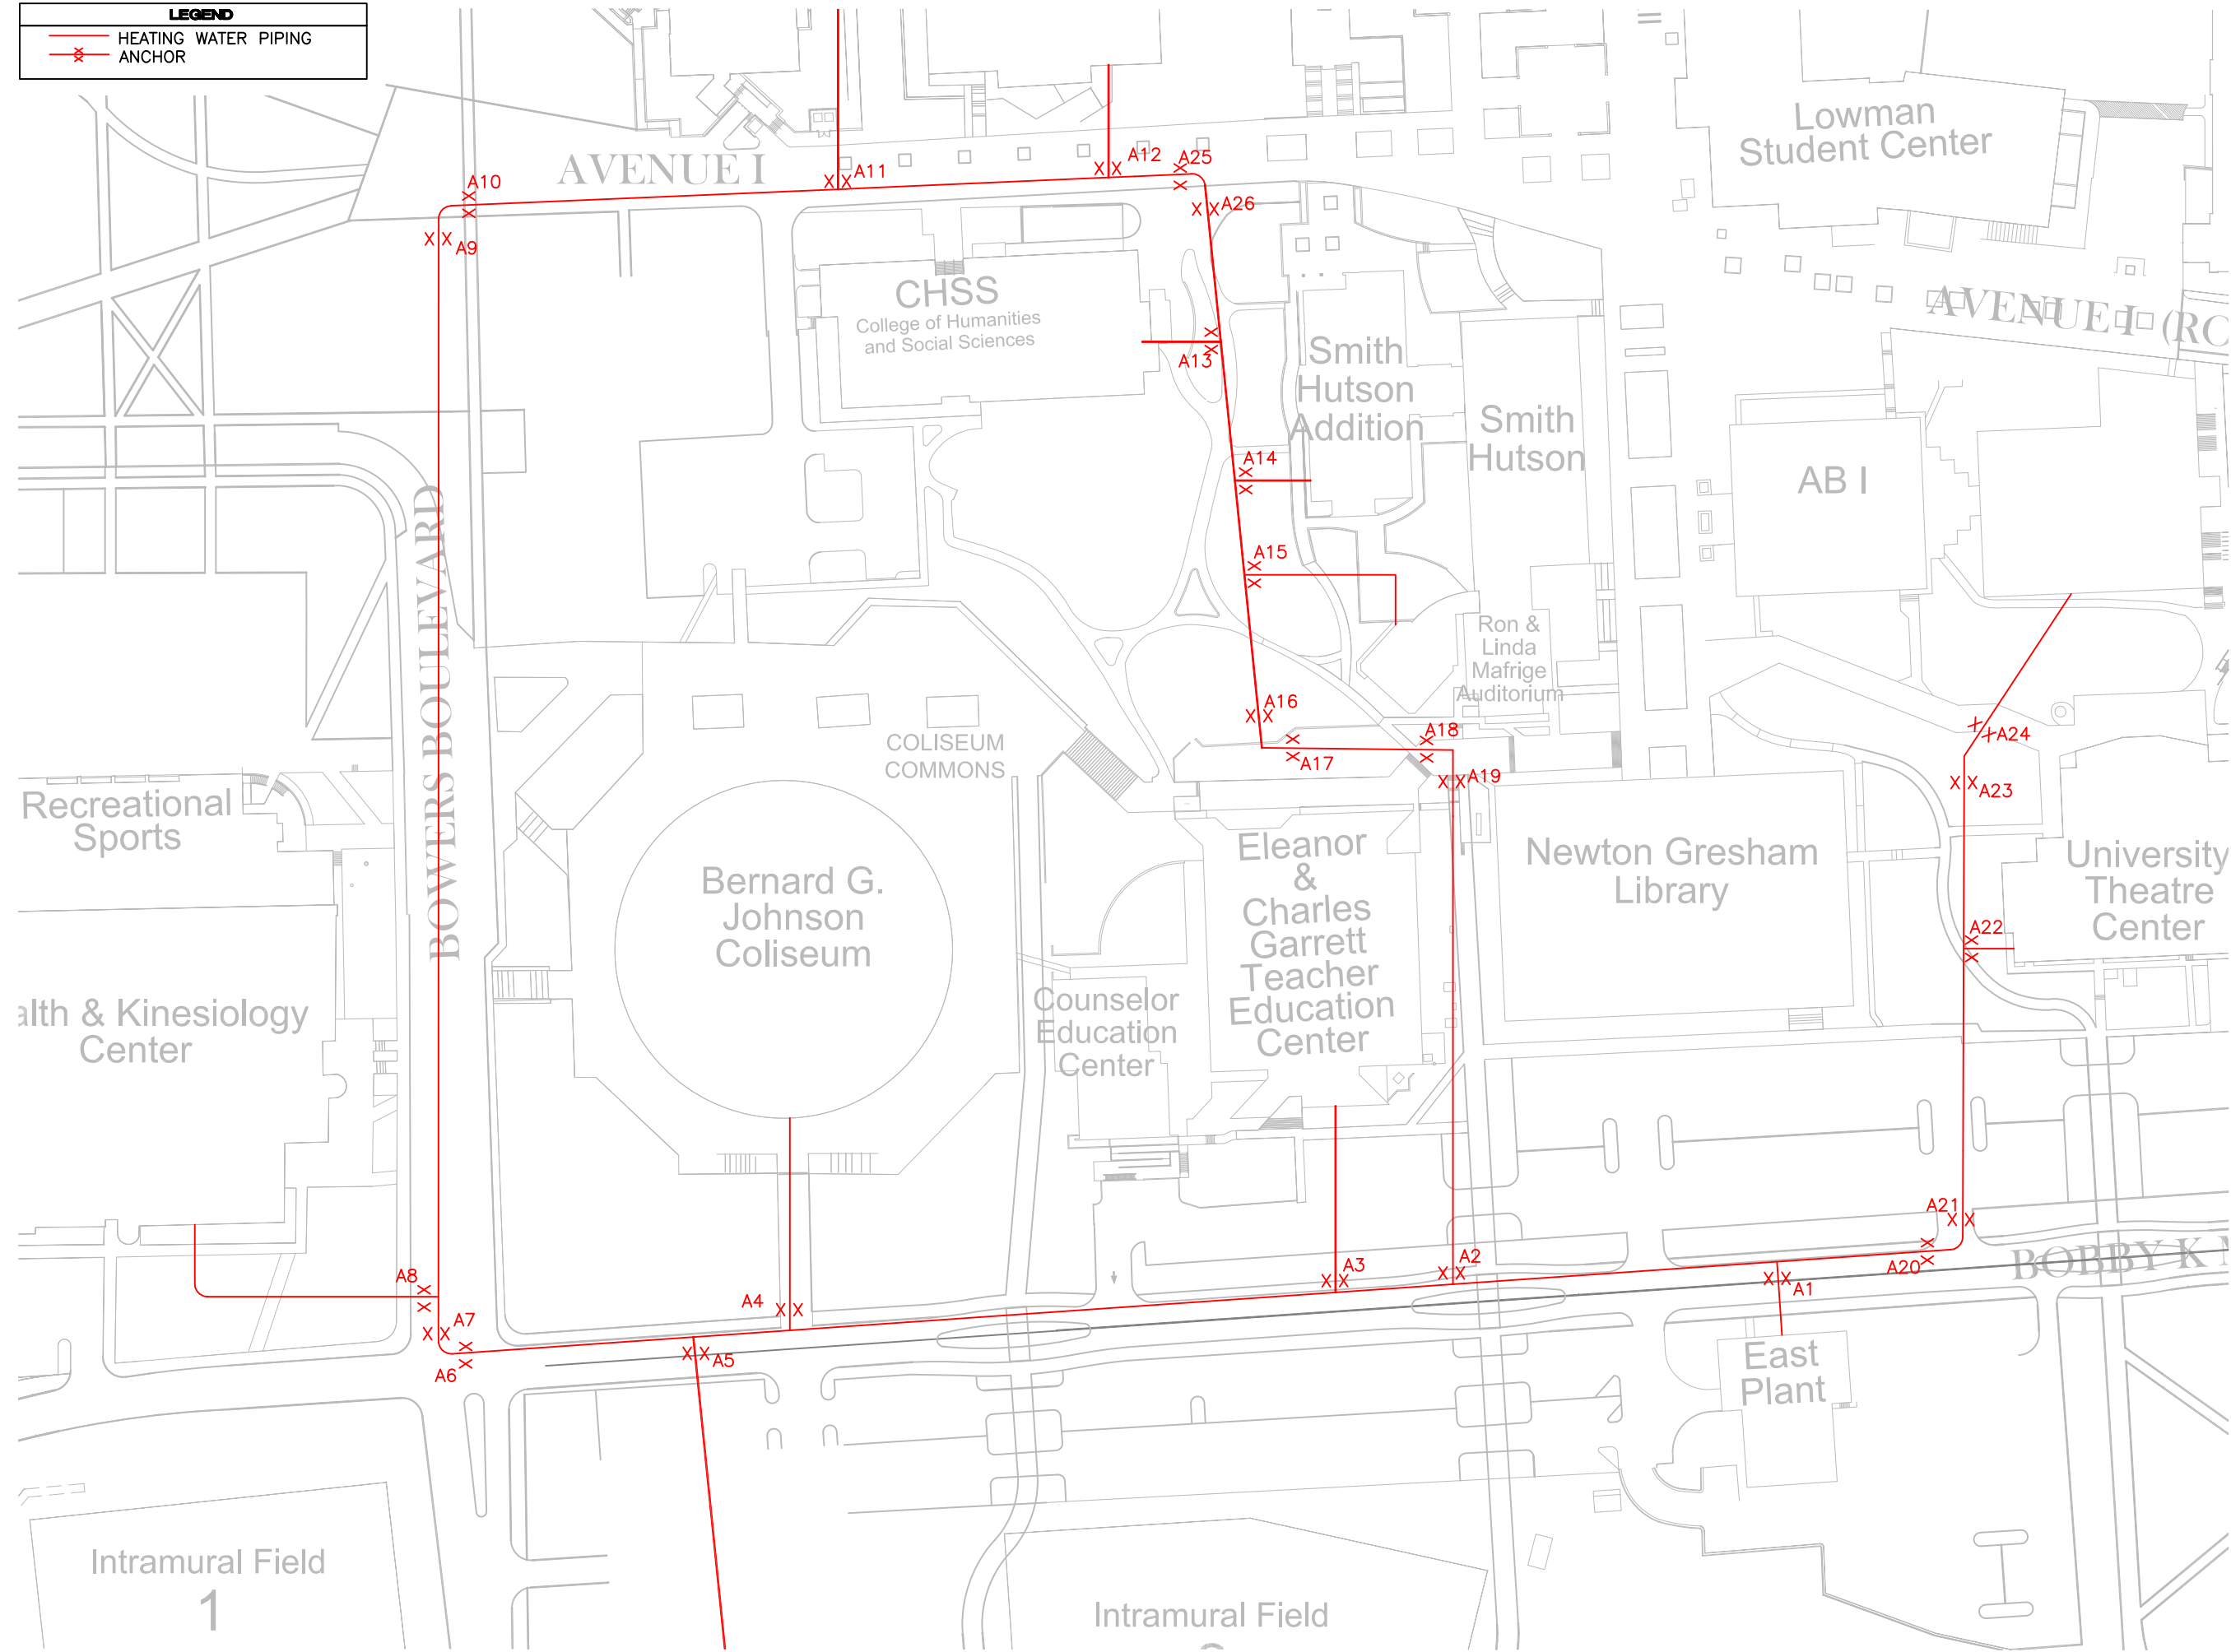 LEGEND
HEATING WATER PIPING
ANCHOR
Lowman
Student Center
AVENUE I
A10
A11
A12
A25
A26
A9
CHSS
College of Humanities
and Social Sciences
A13
Smith
Hutson
Addition
Smith
Hutson
AVENUE I (RC
AB I
A14
A15
BOWERS BOULEVARD
Ron &
Linda
Mafrige
Auditorium
A16
A17
A18
A19
A24
A23
COLISEUM
COMMONS
Recreational
Sports
Bernard G.
Johnson
Coliseum
Eleanor
&
Charles
Garrett
Teacher
Education
Center
Newton Gresham
Library
University
Theatre
Center
A22
alth & Kinesiology
Center
Counselor
Education
Center
A21
A20
BOBBY K
A8
A7
A6
A4
A5
A3
A2
A1
East
Plant
Intramural Field
1
Intramural Field